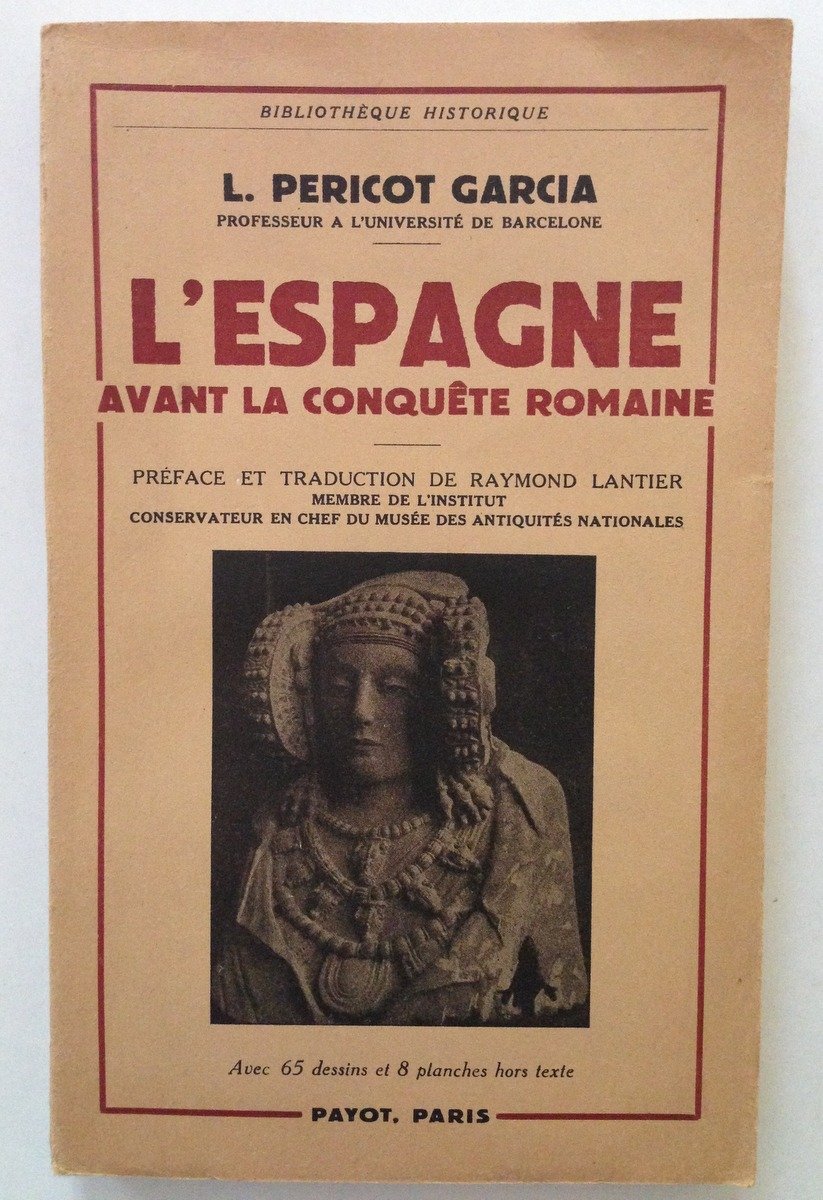 BIBLIOTHÈQUE HISTORIQUE
L. PERICOT GARCIA
PROFESSEUR A L'UNIVERSITÉ DE BARCELONE
L'ESPAGNE
AVANT LA CONQUÊTE ROMAINE
PRÉFACE ET TRADUCTION DE RAYMOND LANTIER
MEMBRE DE L'INSTITUT
CONSERVATEUR EN CHEF DU MUSÉE DES ANTIQUITÉS NATIONALES
Avec 65 dessins et 8 planches hors texte
PAYOT, PARIS